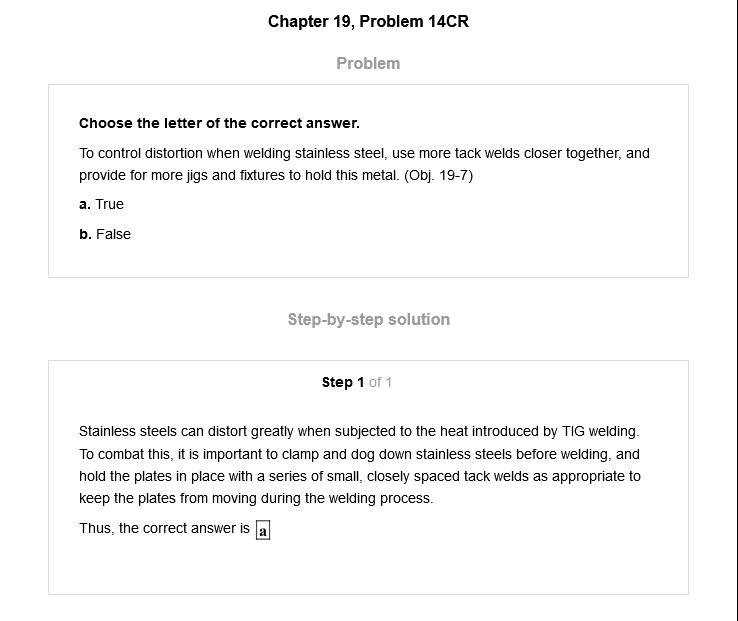 Chapter 19, Problem 14CR
Problem
Choose the letter of the correct answer.
To control distortion when welding stainless steel, use more tack welds closer together, and
provide for more jigs and fixtures to hold this metal. (Obj. 19-7)
a. True
b. False
Step-by-step solution
Step 1 of 1
Stainless steels can distort greatly when subjected to the heat introduced by TIG welding.
To combat this, it is important to clamp and dog down stainless steels before welding, and
hold the plates in place with a series of small, closely spaced tack welds as appropriate to
keep the plates from moving during the welding process.
Thus, the correct answer is a